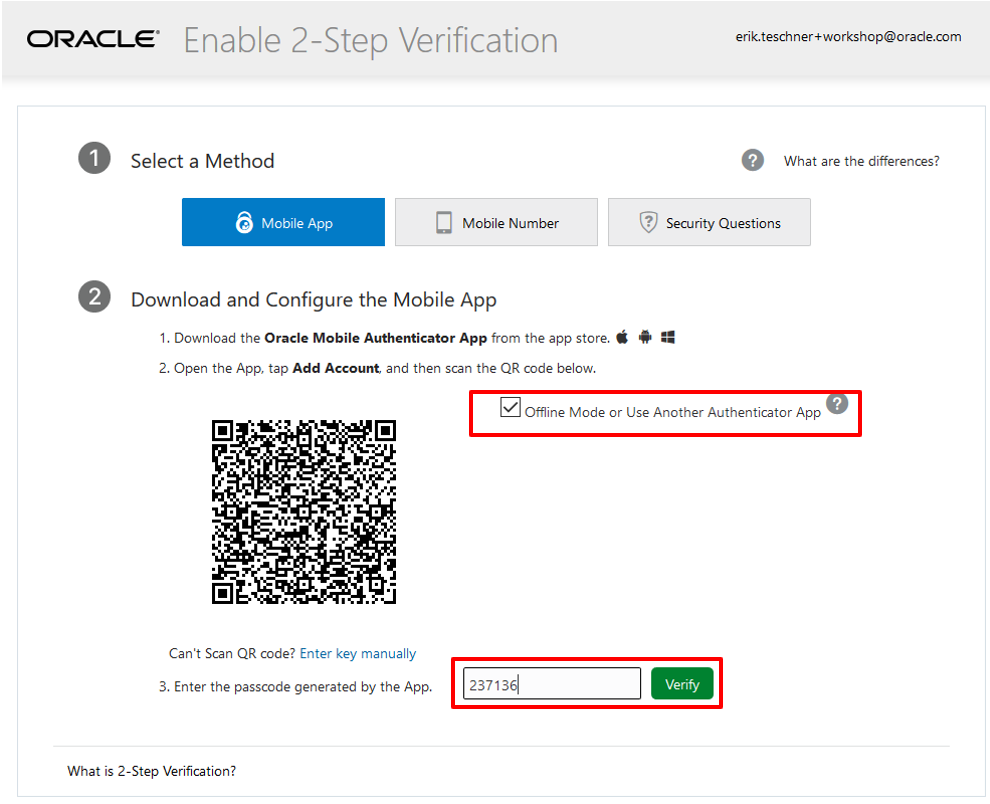 ORACLE® Enable 2-Step Verification erik.teschner+workshop@oracle.com
1 Select a Method ? What are the differences?
Mobile App Mobile Number Security Questions
2 Download and Configure the Mobile App
1. Download the Oracle Mobile Authenticator App from the app store.
2. Open the App, tap Add Account, and then scan the QR code below.
Offline Mode or Use Another Authenticator App ?
Can't Scan QR code? Enter key manually
3. Enter the passcode generated by the App. 237136 Verify
What is 2-Step Verification?